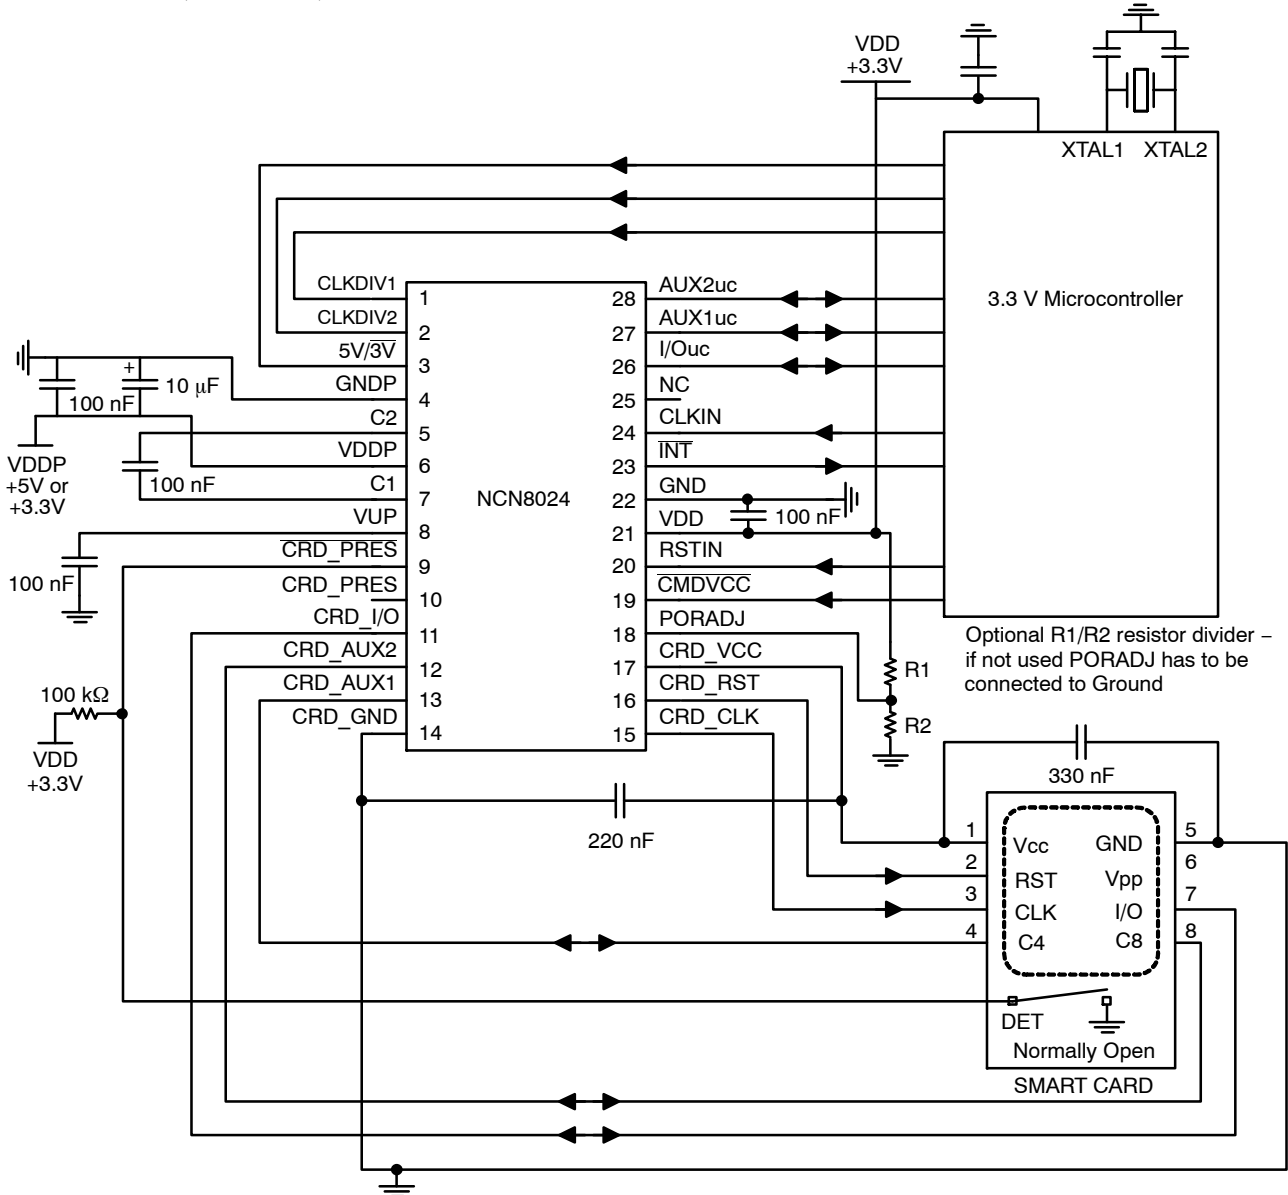 VDD
+3.3V
XTAL1 XTAL2
3.3 V Microcontroller
CLKDIV1
1
CLKDIV2
2
5V/3V
3
GNDP
4
C2
5
VDDP
6
C1
7
VUP
8
CRD_PRES
9
CRD_PRES
10
CRD_I/O
11
CRD_AUX2
12
CRD_AUX1
13
CRD_GND
14
NCN8024
28
AUX2uc
27
AUX1uc
26
I/Ouc
25
NC
24
CLKIN
23
INT
22
GND
21
VDD
20
RSTIN
19
CMDVCC
18
PORADJ
17
CRD_VCC
16
CRD_RST
15
CRD_CLK
+
10 μF
100 nF
VDDP
+5V or
+3.3V
100 nF
100 nF
100 kΩ
VDD
+3.3V
100 nF
R1
R2
Optional R1/R2 resistor divider –
if not used PORADJ has to be
connected to Ground
220 nF
330 nF
1
Vcc
GND
5
2
RST
Vpp
6
3
CLK
I/O
7
4
C4
C8
8
DET
Normally Open
SMART CARD